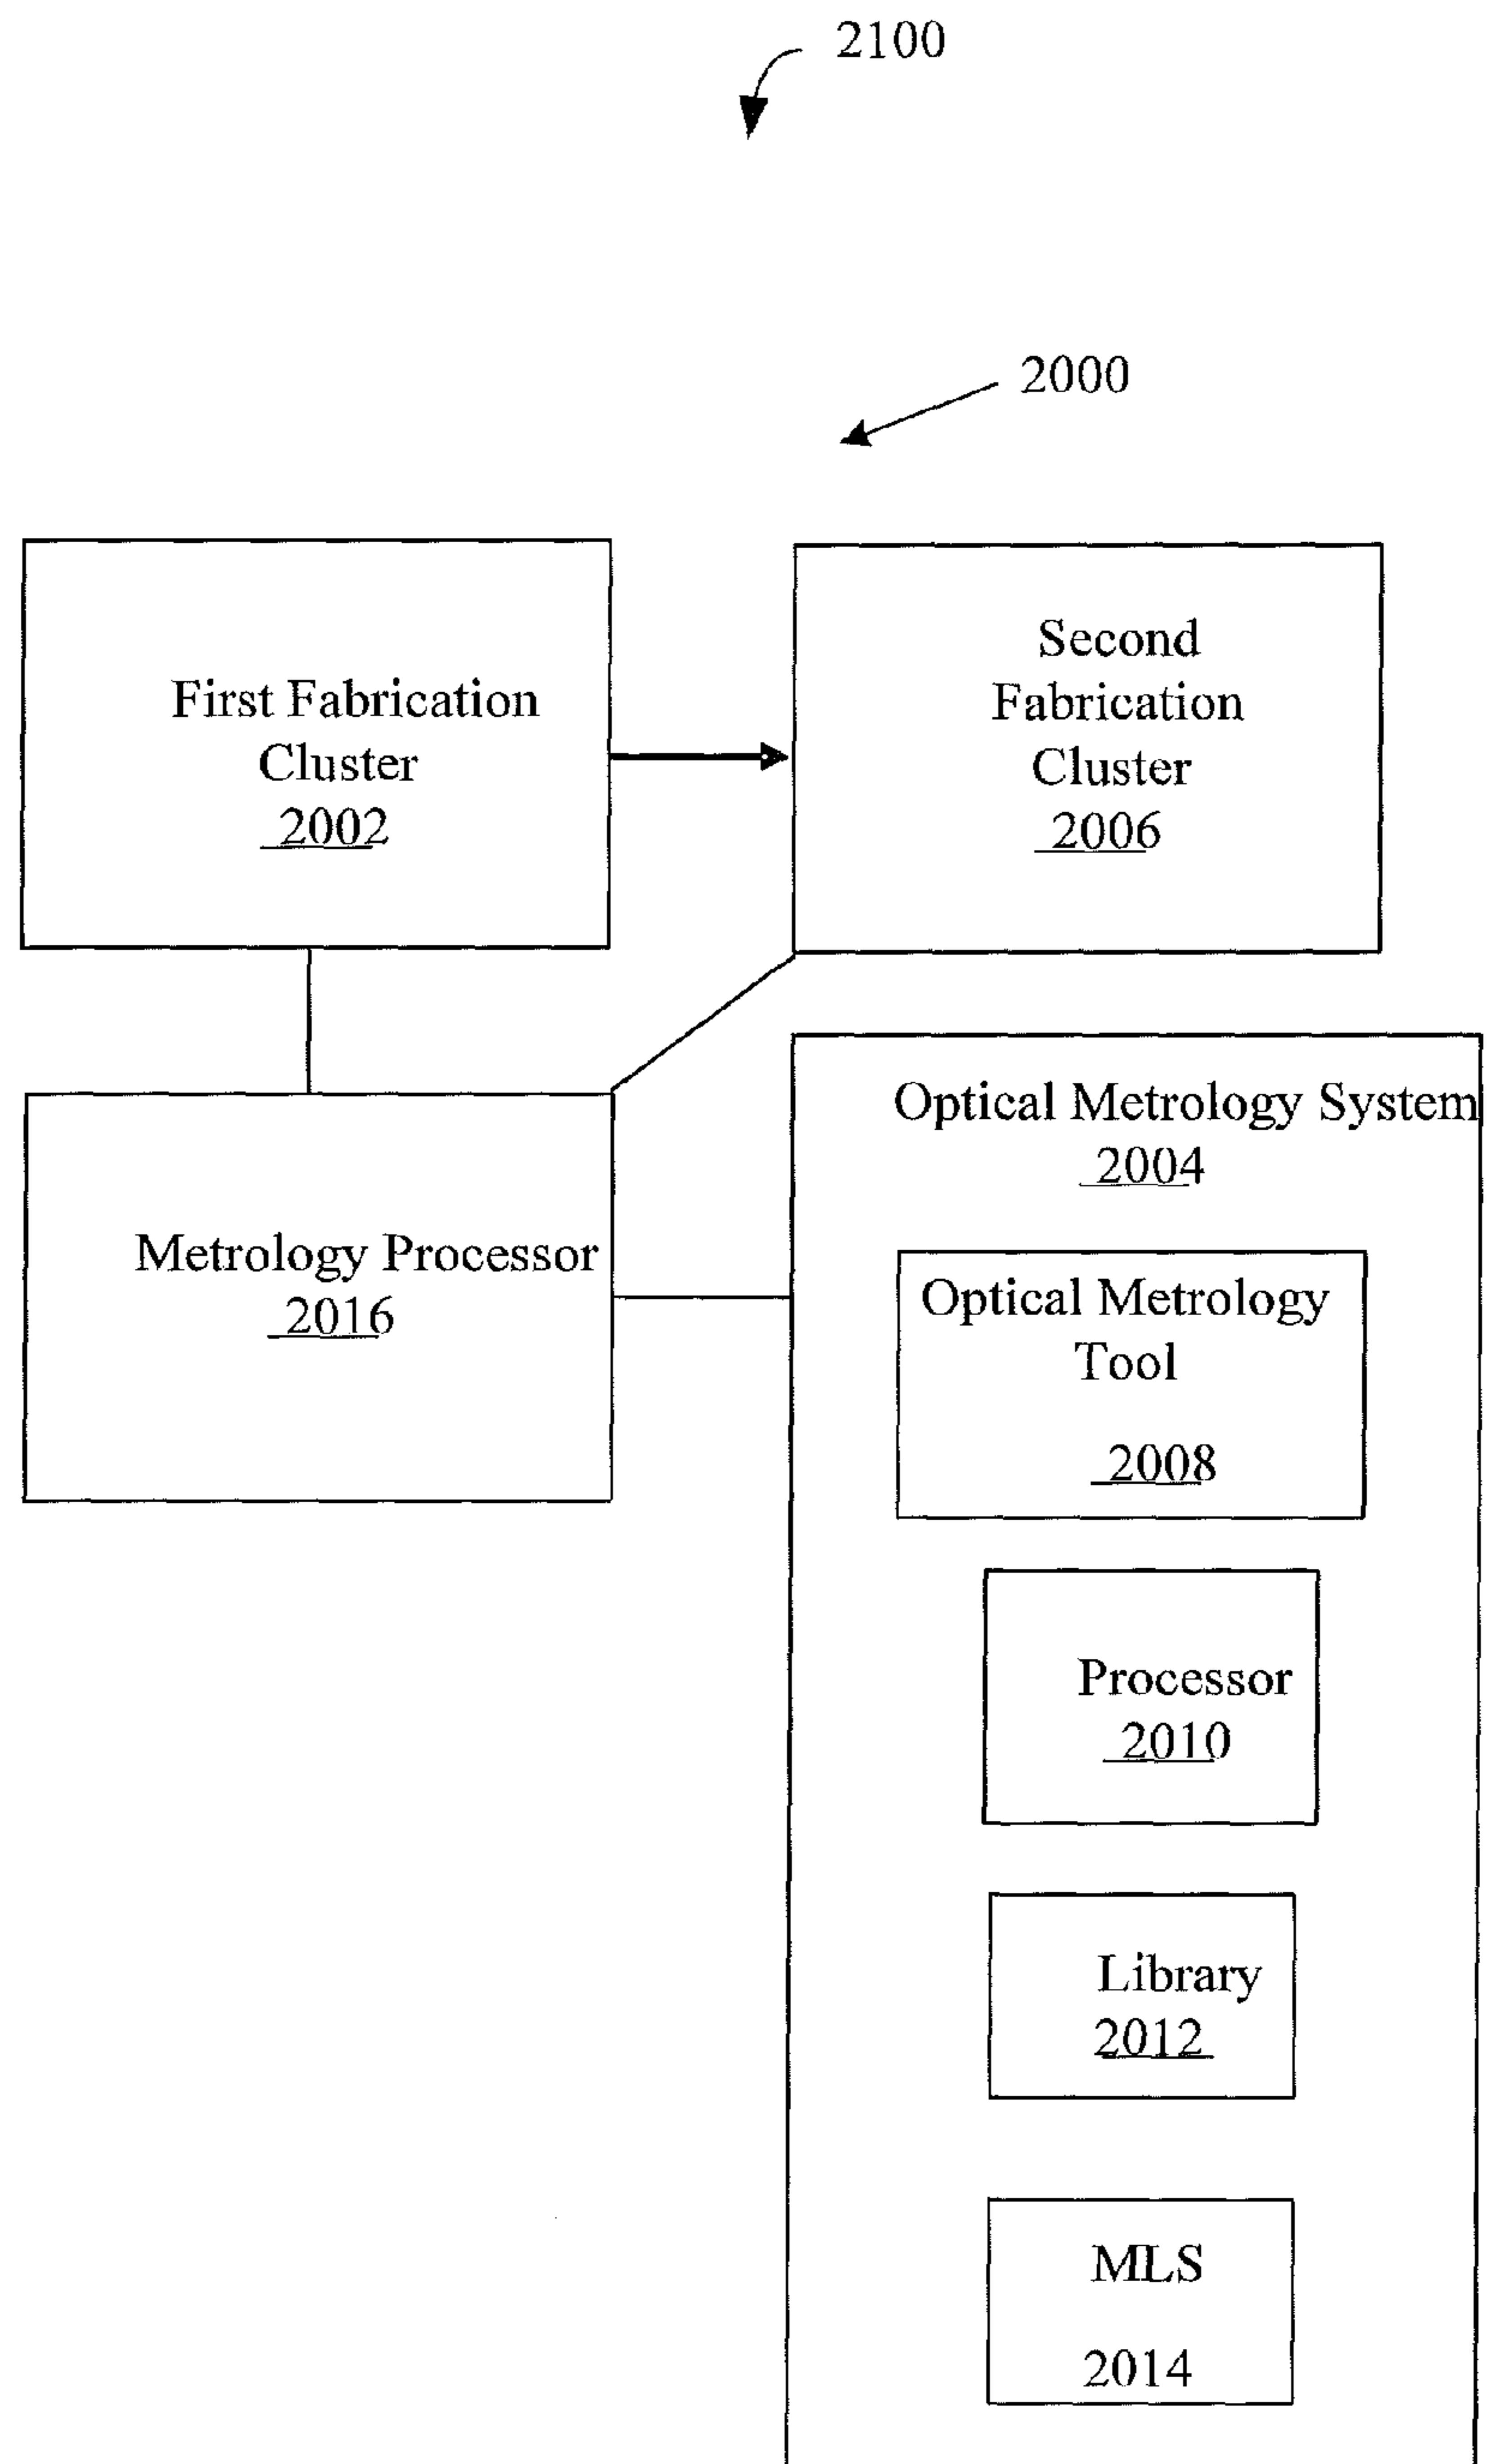 2100
2000
First Fabrication
Cluster
2002
Second
Fabrication
Cluster
2006
Metrology Processor
2016
Optical Metrology System
2004
Optical Metrology
Tool
2008
Processor
2010
Library
2012
MLS
2014